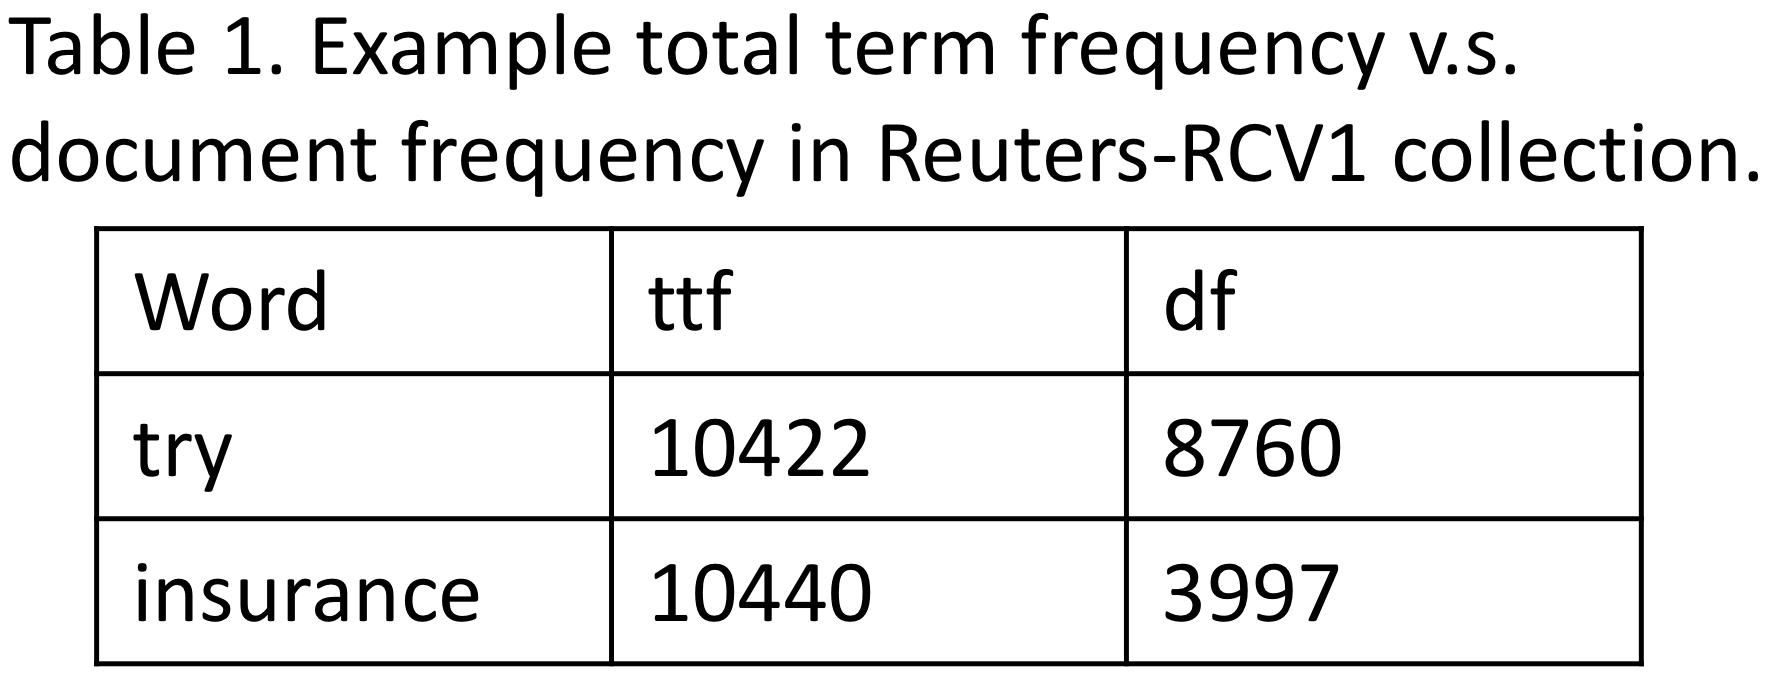 Table 1. Example total term frequency v.s.
document frequency in Reuters-RCV1 collection.
Word ttf df
try 10422 8760
insurance 10440 3997